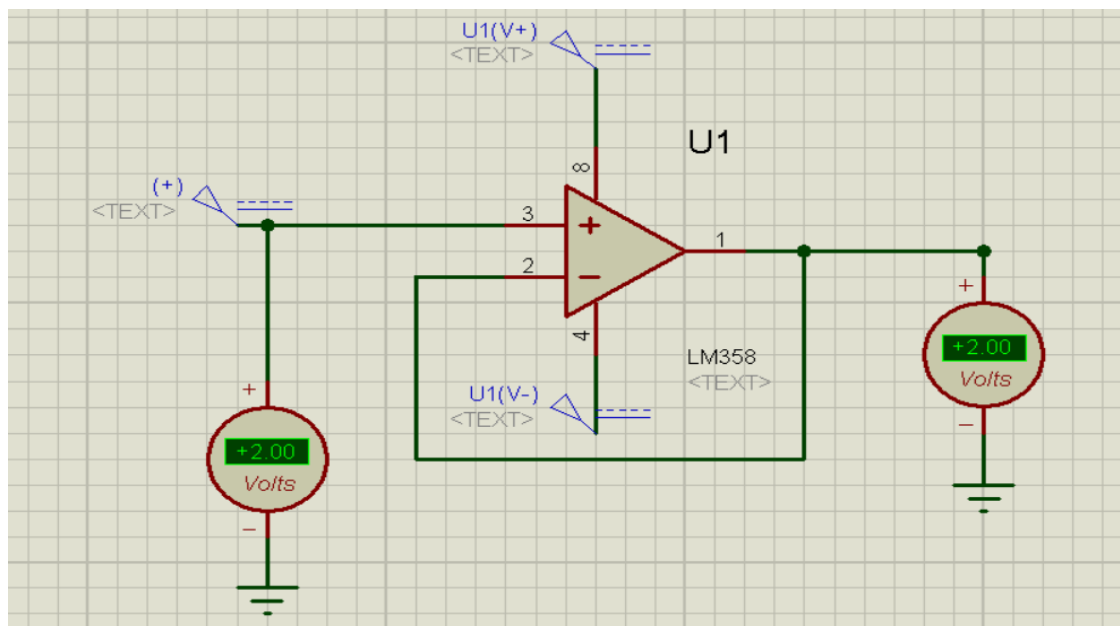 U1(V+)
<TEXT>
U1
8
(+)
<TEXT>
3
+
1
2
−
4
LM358
<TEXT>
U1(V-)
<TEXT>
+
+2.00
Volts
−
+
+2.00
Volts
−